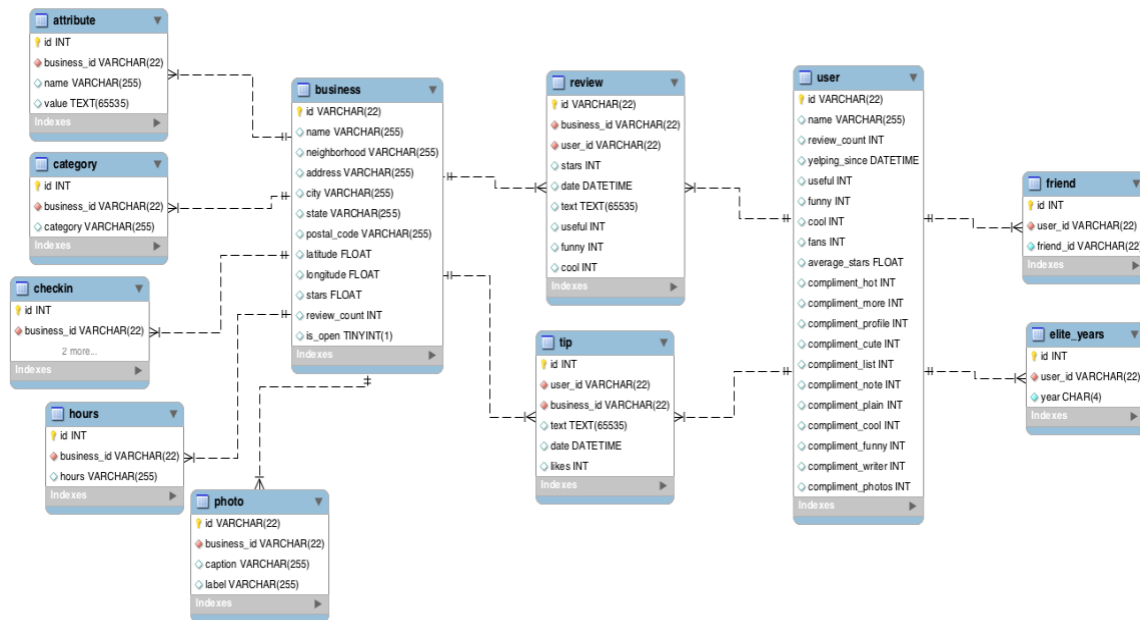 attribute
id INT
business_id VARCHAR(22)
name VARCHAR(255)
value TEXT(65535)
Indexes
category
id INT
business_id VARCHAR(22)
category VARCHAR(255)
Indexes
checkin
id INT
business_id VARCHAR(22)
2 more...
Indexes
hours
id INT
business_id VARCHAR(22)
hours VARCHAR(255)
Indexes
photo
id VARCHAR(22)
business_id VARCHAR(22)
caption VARCHAR(255)
label VARCHAR(255)
Indexes
business
id VARCHAR(22)
name VARCHAR(255)
neighborhood VARCHAR(255)
address VARCHAR(255)
city VARCHAR(255)
state VARCHAR(255)
postal_code VARCHAR(255)
latitude FLOAT
longitude FLOAT
stars FLOAT
review_count INT
is_open TINYINT(1)
Indexes
review
id VARCHAR(22)
business_id VARCHAR(22)
user_id VARCHAR(22)
stars INT
date DATETIME
text TEXT(65535)
useful INT
funny INT
cool INT
Indexes
tip
id INT
user_id VARCHAR(22)
business_id VARCHAR(22)
text TEXT(65535)
date DATETIME
likes INT
Indexes
user
id VARCHAR(22)
name VARCHAR(255)
review_count INT
yelping_since DATETIME
useful INT
funny INT
cool INT
fans INT
average_stars FLOAT
compliment_hot INT
compliment_more INT
compliment_profile INT
compliment_cute INT
compliment_list INT
compliment_note INT
compliment_plain INT
compliment_cool INT
compliment_funny INT
compliment_writer INT
compliment_photos INT
Indexes
friend
id INT
user_id VARCHAR(22)
friend_id VARCHAR(22
Indexes
elite_years
id INT
user_id VARCHAR(22)
year CHAR(4)
Indexes